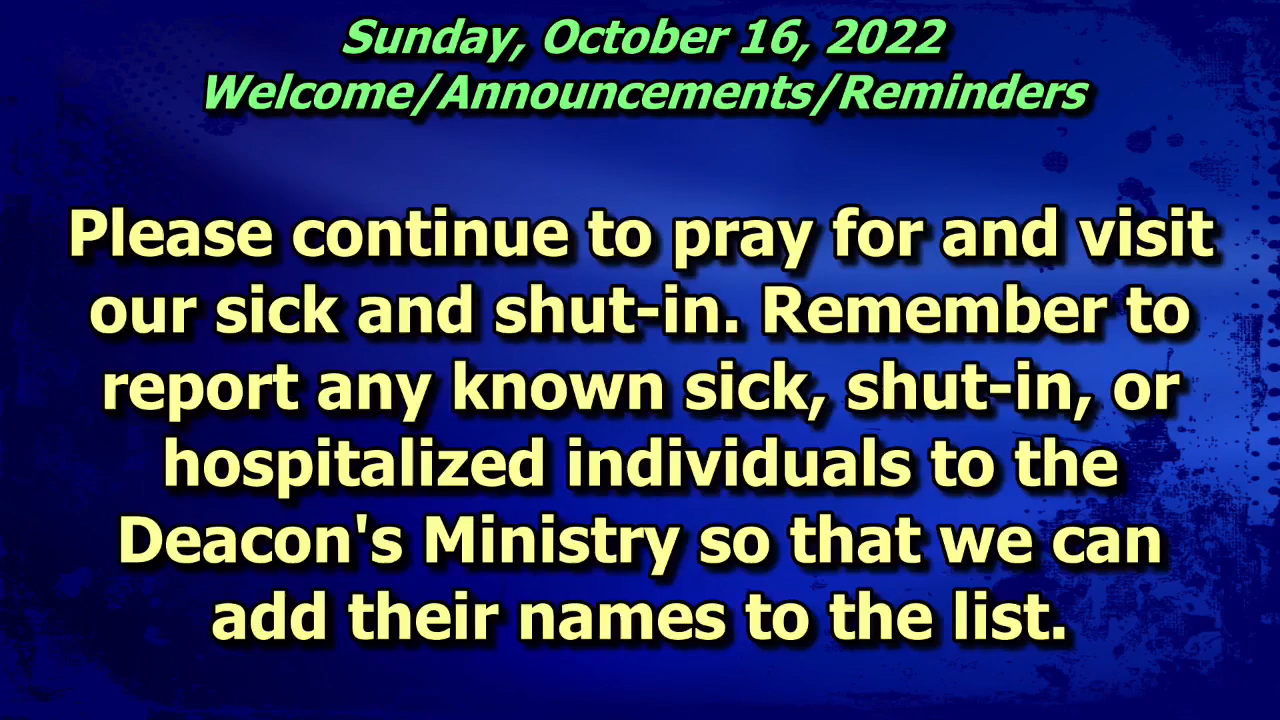 Sunday, October 16, 2022
Welcome/Announcements/Reminders
Please continue to pray for and visit
our sick and shut-in. Remember to
report any known sick, shut-in, or
hospitalized individuals to the
Deacon's Ministry so that we can
add their names to the list.